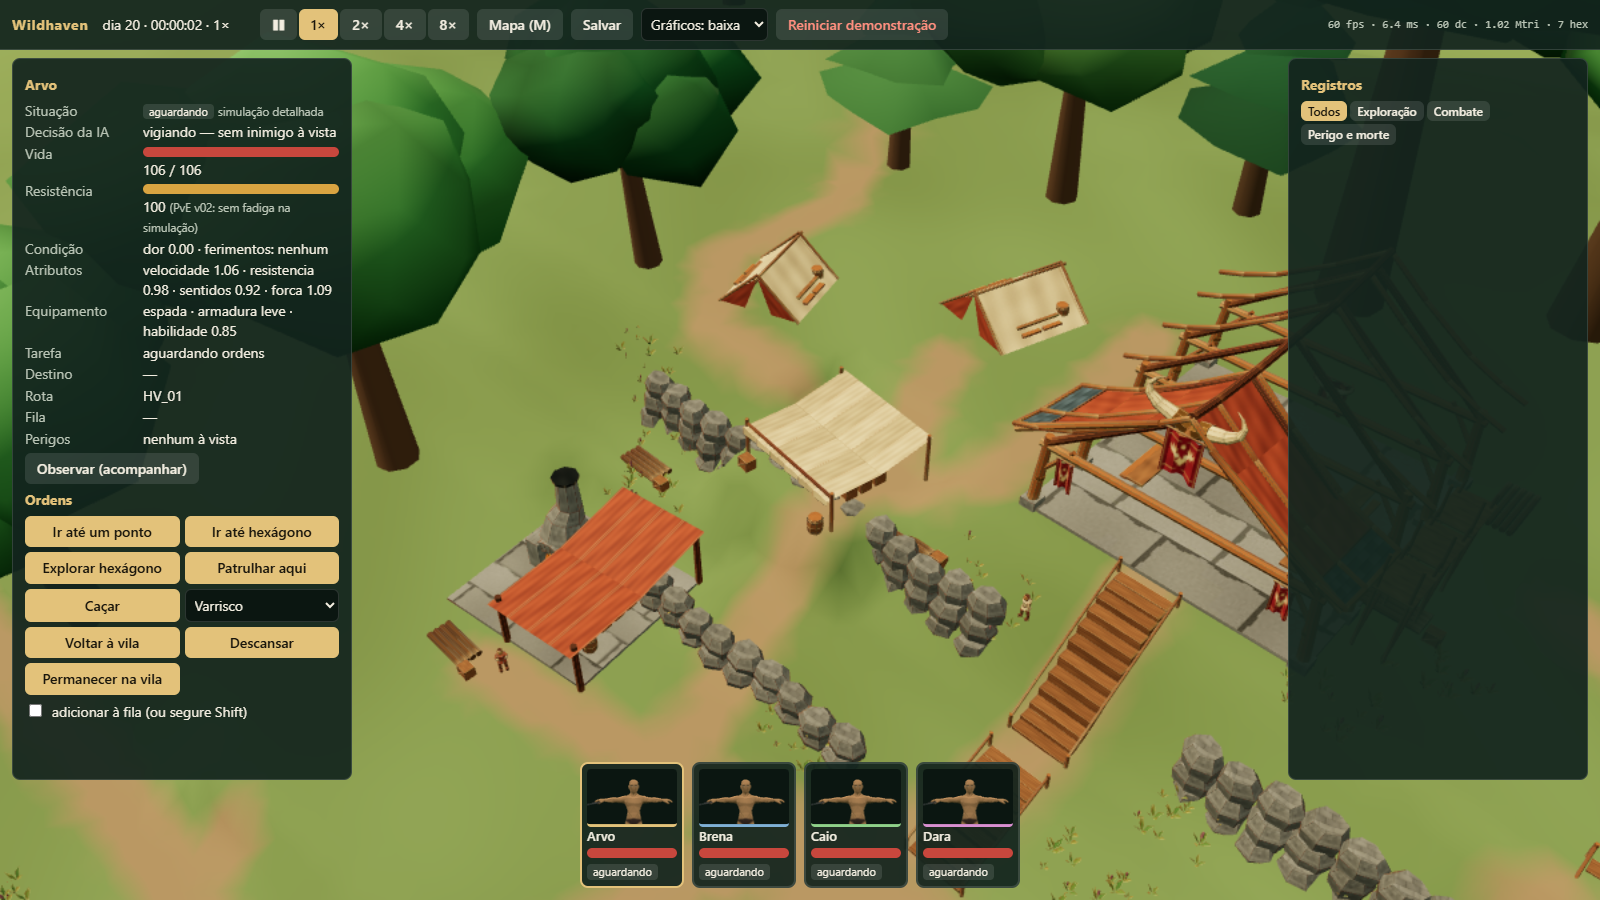 Wildhaven dia 20 · 00:00:02 · 1× 1× 2× 4× 8× Mapa (M) Salvar Gráficos: baixa Reiniciar demonstração 60 fps · 6.4 ms · 60 dc · 1.02 Mtri · 7 hex
Arvo
Situação aguardando simulação detalhada
Decisão da IA vigiando — sem inimigo à vista
Vida
106 / 106
Resistência
100 (PvE v02: sem fadiga na
simulação)
Condição dor 0.00 · ferimentos: nenhum
Atributos velocidade 1.06 · resistencia
0.98 · sentidos 0.92 · forca 1.09
Equipamento espada · armadura leve ·
habilidade 0.85
Tarefa aguardando ordens
Destino —
Rota HV_01
Fila —
Perigos nenhum à vista
Observar (acompanhar)
Ordens
Ir até um ponto Ir até hexágono
Explorar hexágono Patrulhar aqui
Caçar Varrisco
Voltar à vila Descansar
Permanecer na vila
adicionar à fila (ou segure Shift)
Registros
Todos Exploração Combate
Perigo e morte
Arvo Brena Caio Dara
aguardando aguardando aguardando aguardando